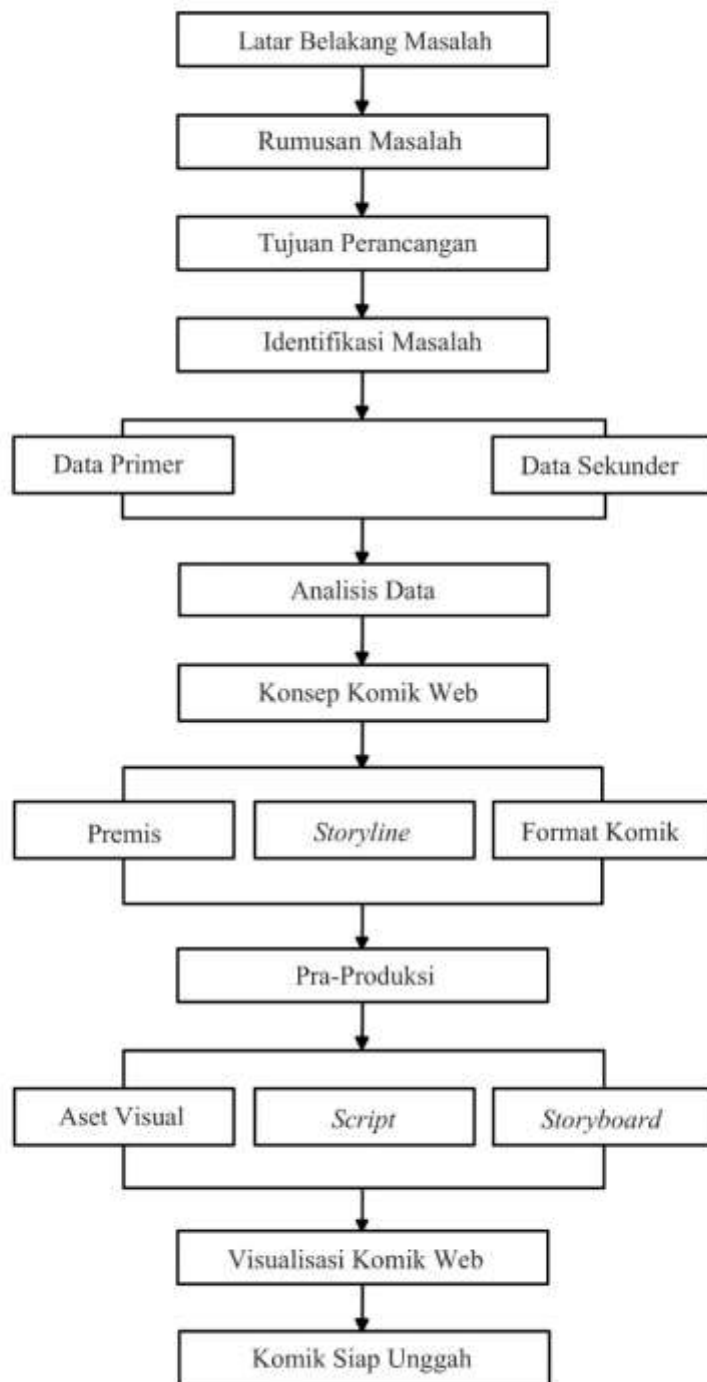 Latar Belakang Masalah
Rumusan Masalah
Tujuan Perancangan
Identifikasi Masalah
Data Primer
Data Sekunder
Analisis Data
Konsep Komik Web
Premis
Storyline
Format Komik
Pra-Produksi
Aset Visual
Script
Storyboard
Visualisasi Komik Web
Komik Siap Unggah